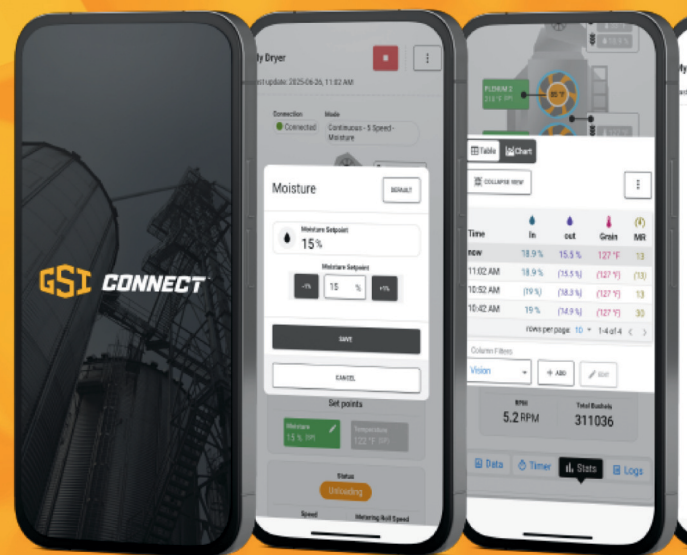 GSI CONNECT
My Dryer
Last update: 2025-06-26, 11:02 AM
Connection
Connected
Mode
Continuous - 5 Speed -
Moisture
Moisture
DEFAULT
Moisture Setpoint
15 %
Moisture Setpoint
-1%
15 %
+1%
SAVE
CANCEL
Set points
Moisture
15 % (SP)
Temperature
122 °F (SP)
Status
Unloading
Speed
Metering Roll Speed
PLENUM 2
Table
Chart
COLLAPSE VIEW
Time In out Grain MR
now 18.9 % 15.5 % 127 °F 13
11:02 AM 18.9 % (15.5 %) (127 °F) (13)
10:52 AM (19 %) (127 °F) 13
10:42 AM 19 % (14.9 %) (127 °F) 30
rows per page: 10 1-4 of 4
Column Filters
Vision
+ ADD
EDIT
RPM
5.2 RPM
Total Bushels
311036
Data
Timer
Stats
Logs